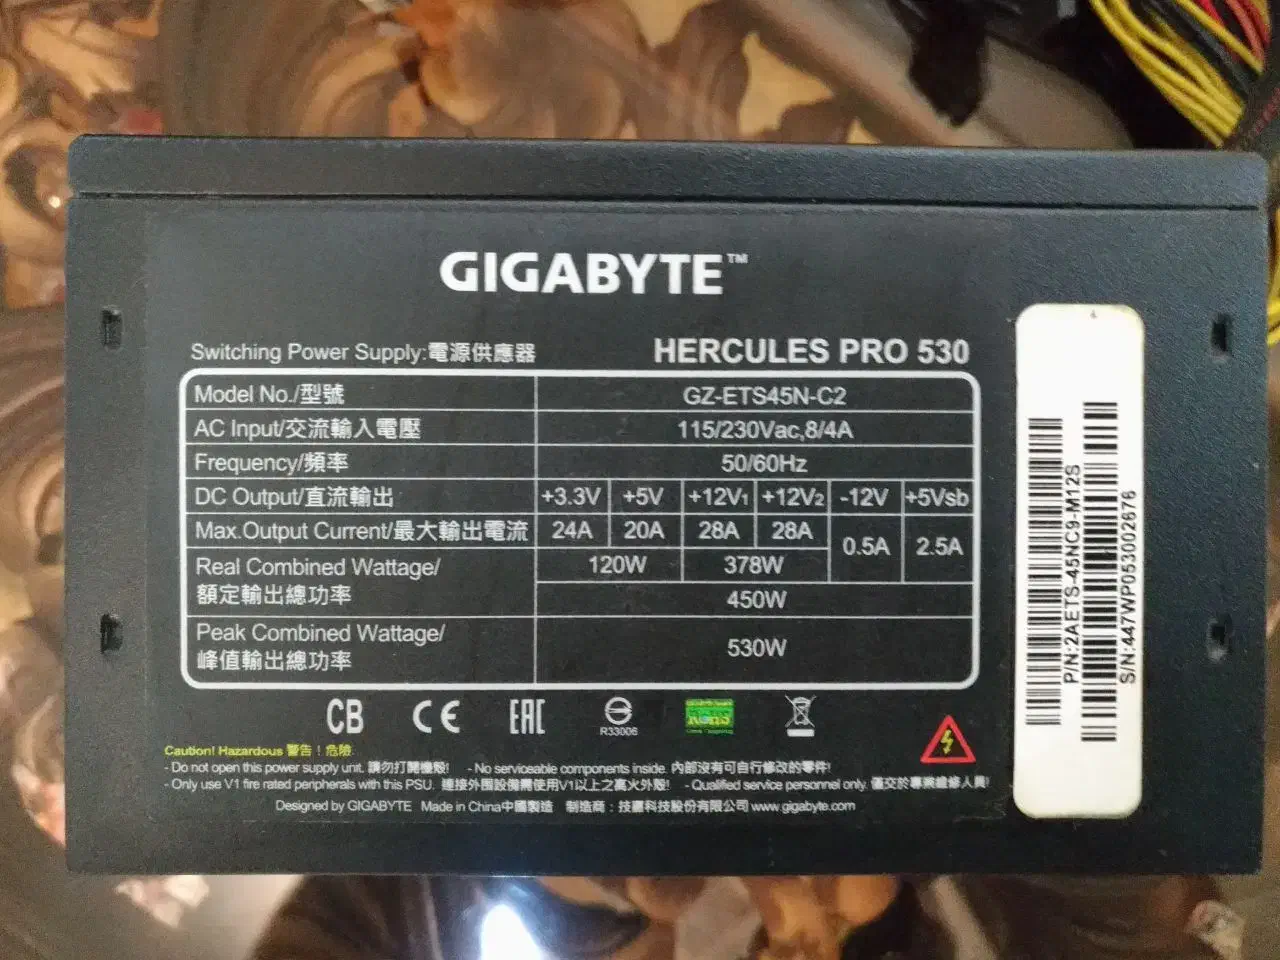 GIGABYTE™
Switching Power Supply:電源供應器 HERCULES PRO 530
Model No./型號 GZ-ETS45N-C2
AC Input/交流輸入電壓 115/230Vac,8/4A
Frequency/頻率 50/60Hz
DC Output/直流輸出 +3.3V +5V +12V1 +12V2 -12V +5Vsb
Max.Output Current/最大輸出電流 24A 20A 28A 28A 0.5A 2.5A
Real Combined Wattage/ 120W 378W
額定輸出總功率 450W
Peak Combined Wattage/ 530W
峰值輸出總功率
CB CE EAC
R33006
Caution! Hazardous 警告！危險
- Do not open this power supply unit. 請勿打開機殼! - No serviceable components inside. 內部沒有可自行修改的零件!
- Only use V1 fire rated peripherals with this PSU. 連接外围設備需使用V1以上之高火外殼! - Qualified service personnel only. 僅交於專業維修人員!
Designed by GIGABYTE Made in China中國製造 製造商：技嘉科技股份有限公司 www.gigabyte.com
P/N:2AETS-45NC9-M12S
S/N:447WP053002676